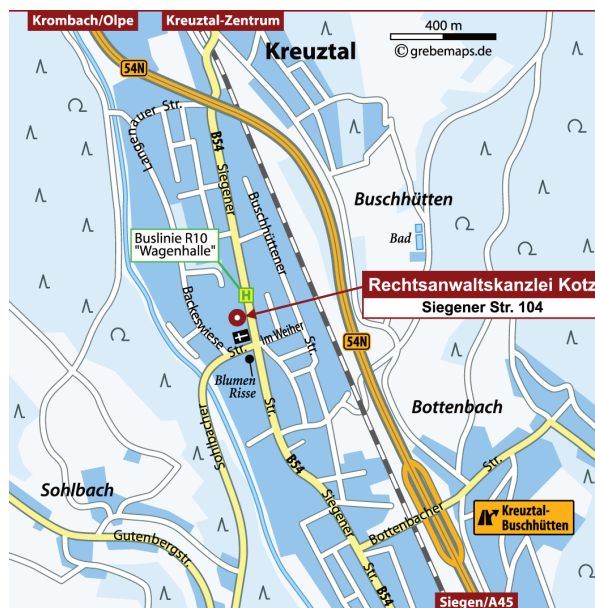 Krombach/Olpe
Kreuztal-Zentrum
Kreuztal
400 m
© grebemaps.de
54N
Langenauer Str.
B54
Siegener
Buschhüttener
Str.
Buschhütten
Bad
Buslinie R10
"Wagenhalle"
H
Rechtsanwaltskanzlei Kotz
Siegener Str. 104
54N
Backeswiese
Str.
Im Weiher
Blumen
Risse
Sohlbacher
Str.
Bottenbach
B54
Siegener
Str.
B54
Bottenbacher
Str.
Sohlbach
Gutenbergstr.
Kreuztal-
Buschhütten
Siegen/A45